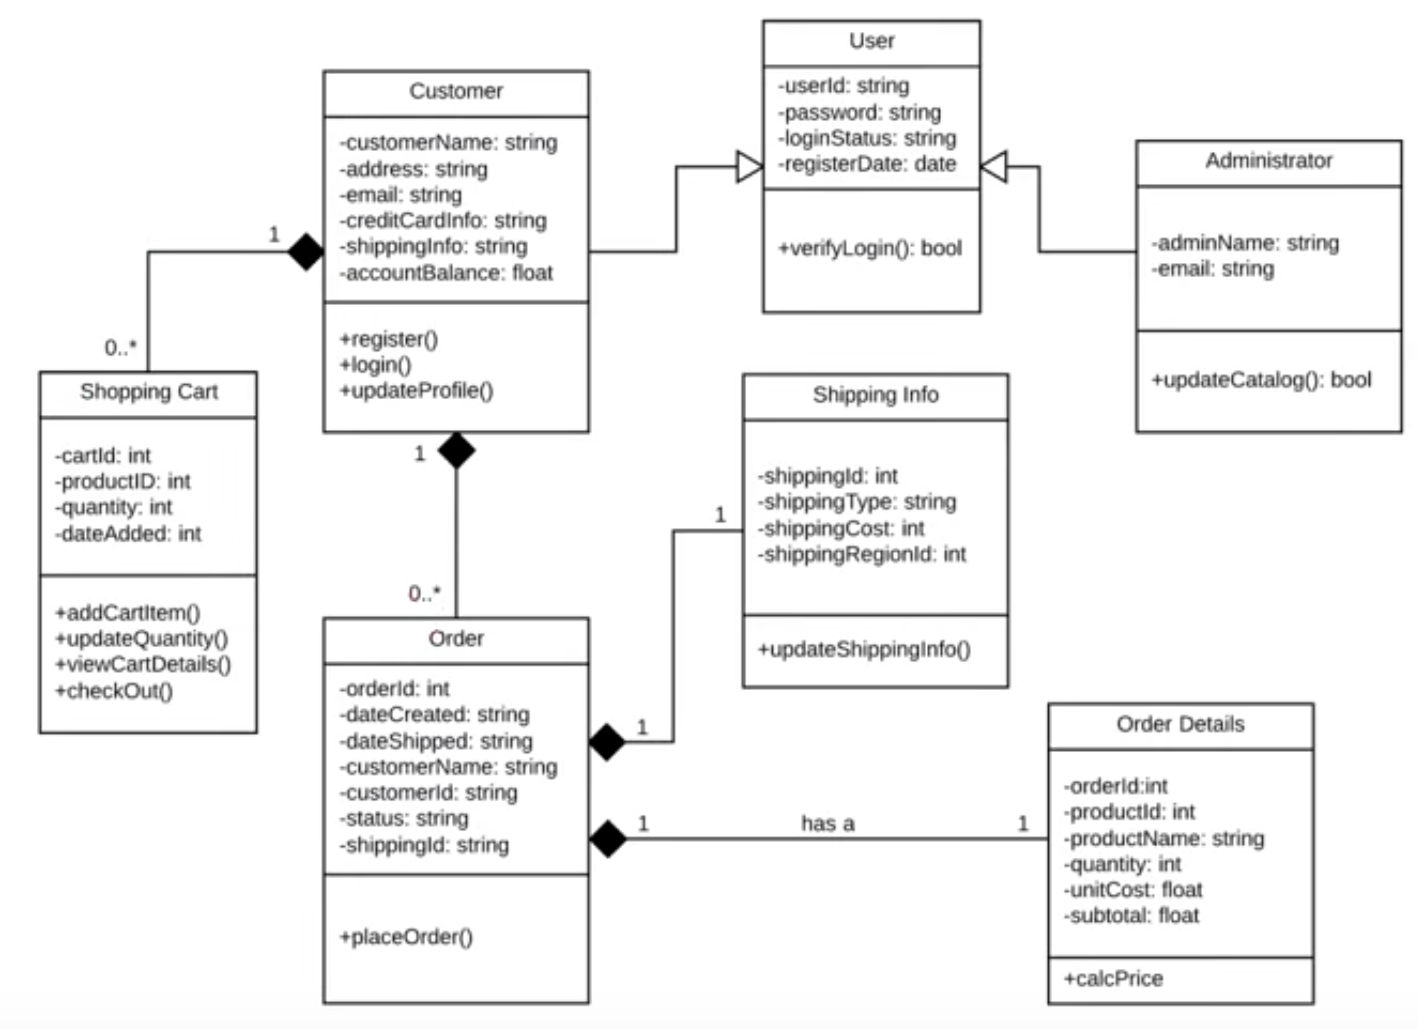 User
-userId: string
-password: string
-loginStatus: string
-registerDate: date
+verifyLogin(): bool
Customer
-customerName: string
-address: string
-email: string
-creditCardInfo: string
-shippingInfo: string
-accountBalance: float
+register()
+login()
+updateProfile()
Administrator
-adminName: string
-email: string
+updateCatalog(): bool
1
0..*
Shopping Cart
-cartId: int
-productID: int
-quantity: int
-dateAdded: int
+addCartItem()
+updateQuantity()
+viewCartDetails()
+checkOut()
1
0..*
Shipping Info
-shippingId: int
-shippingType: string
-shippingCost: int
-shippingRegionId: int
+updateShippingInfo()
1
1
Order
-orderId: int
-dateCreated: string
-dateShipped: string
-customerName: string
-customerId: string
-status: string
-shippingId: string
+placeOrder()
1 has a 1
Order Details
-orderId:int
-productId: int
-productName: string
-quantity: int
-unitCost: float
-subtotal: float
+calcPrice